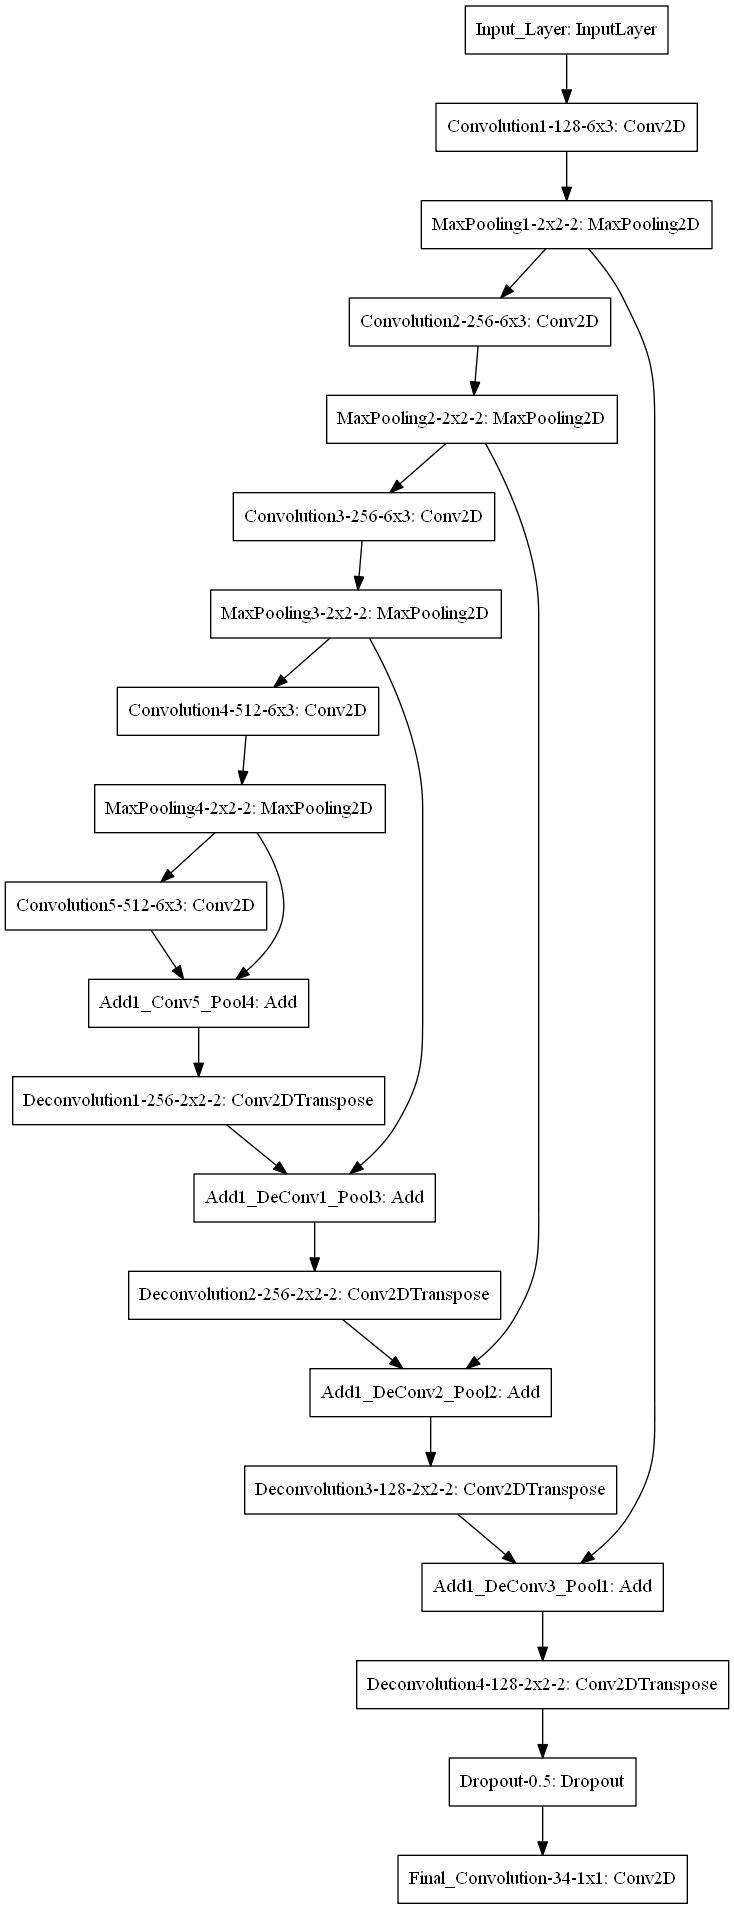 Input_Layer: InputLayer
Convolution1-128-6x3: Conv2D
MaxPooling1-2x2-2: MaxPooling2D
Convolution2-256-6x3: Conv2D
MaxPooling2-2x2-2: MaxPooling2D
Convolution3-256-6x3: Conv2D
MaxPooling3-2x2-2: MaxPooling2D
Convolution4-512-6x3: Conv2D
MaxPooling4-2x2-2: MaxPooling2D
Convolution5-512-6x3: Conv2D
Add1_Conv5_Pool4: Add
Deconvolution1-256-2x2-2: Conv2DTranspose
Add1_DeConv1_Pool3: Add
Deconvolution2-256-2x2-2: Conv2DTranspose
Add1_DeConv2_Pool2: Add
Deconvolution3-128-2x2-2: Conv2DTranspose
Add1_DeConv3_Pool1: Add
Deconvolution4-128-2x2-2: Conv2DTranspose
Dropout-0.5: Dropout
Final_Convolution-34-1x1: Conv2D